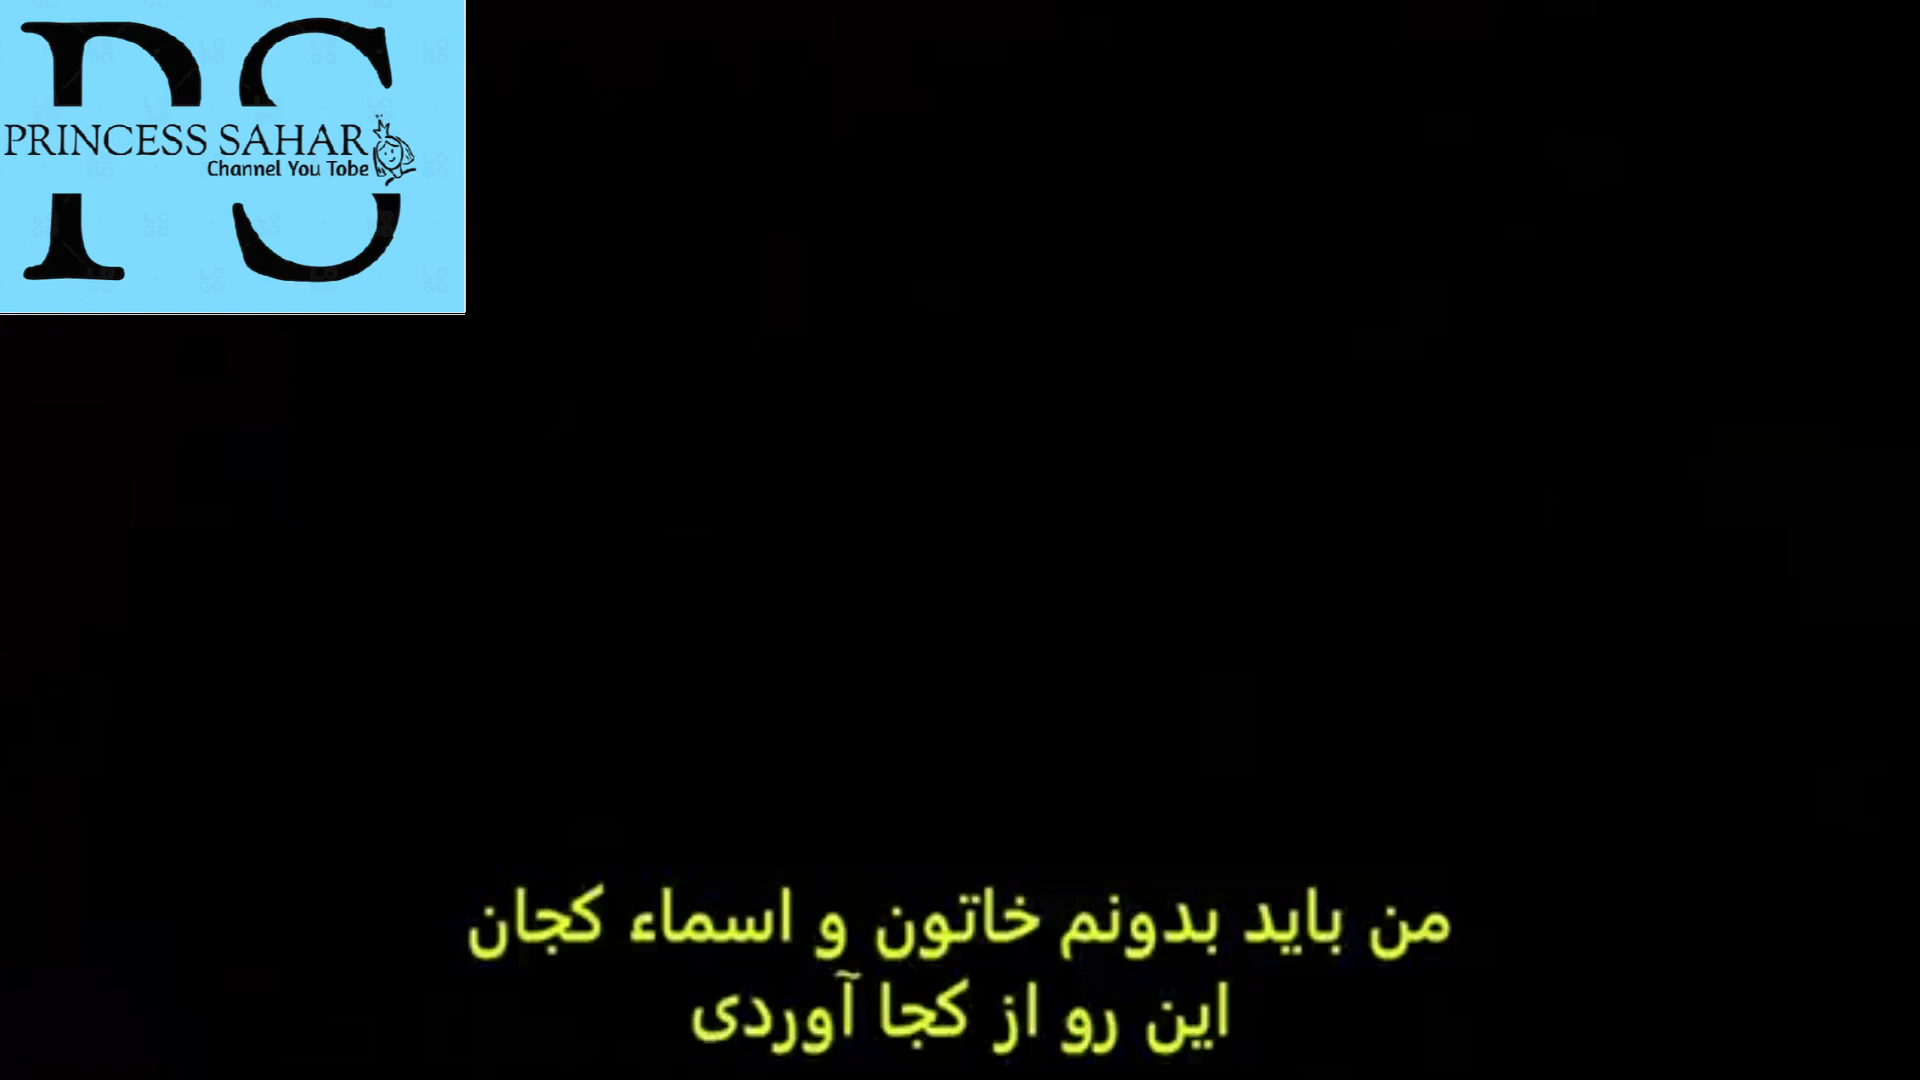 PS
PRINCESS SAHAR
Channel You Tobe
من باید بدونم خاتون و اسماء کجان
این رو از کجا آوردی